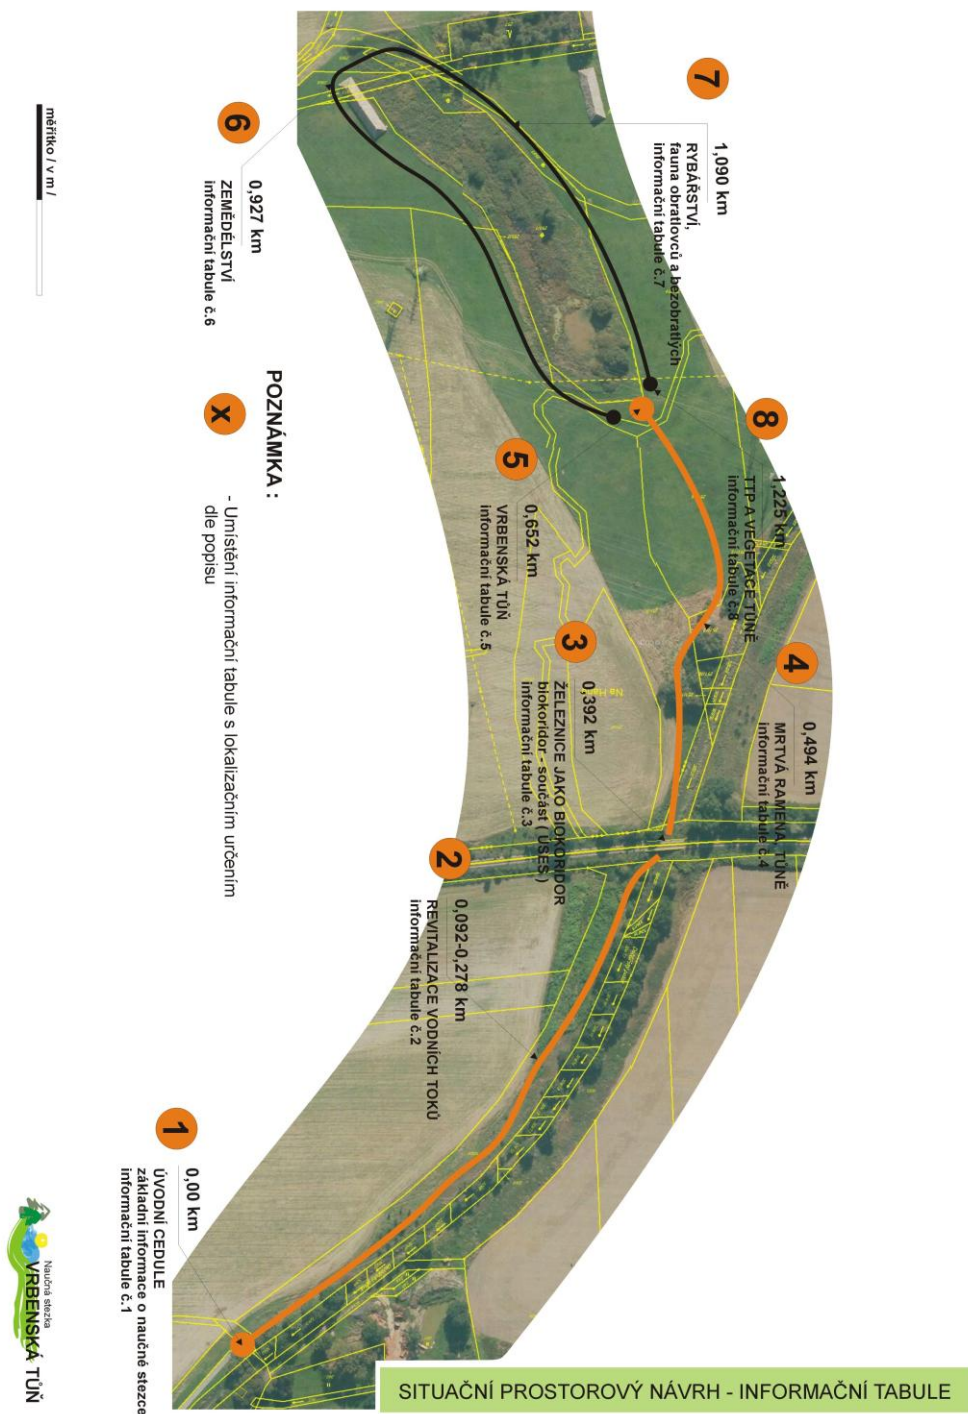 SITUAČNÍ PROSTOROVÝ NÁVRH - INFORMAČNÍ TABULE
1
0,00 km
ÚVODNÍ CEDULE
základní informace o naučné stezce
informační tabule č.1
2
0,092-0,278 km
REVITALIZACE VODNÍCH TOKŮ
informační tabule č.2
3
0,392 km
ŽELEZNICE JAKO BIOKORIDOR
biokoridor - součást ( ÚSES )
informační tabule č.3
4
0,494 km
MRTVÁ RAMENA, TŮNĚ
informační tabule č.4
5
0,652 km
VRBENSKÁ TŮŇ
informační tabule č.5
6
0,927 km
ZEMĚDĚLSTVÍ
informační tabule č.6
7
1,090 km
RYBÁŘSTVÍ,
fauna obratlovců a bezobratlých
informační tabule č.7
8
1,225 km
TTP A VEGETACE TŮNĚ
informační tabule č.8
POZNÁMKA :
X
- Umístění informační tabule s lokalizačním určením
dle popisu
měřítko / v m /
Naučná stezka
VRBENSKÁ TŮŇ